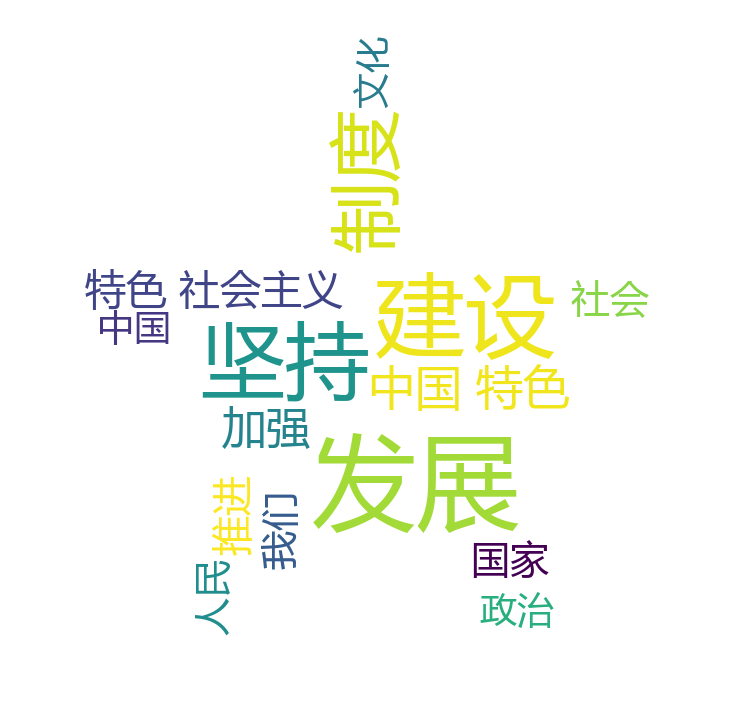 文化
制度
特色 社会主义
建设
社会
中国
坚持
中国 特色
加强
发展
推进
我们
国家
人民
政治